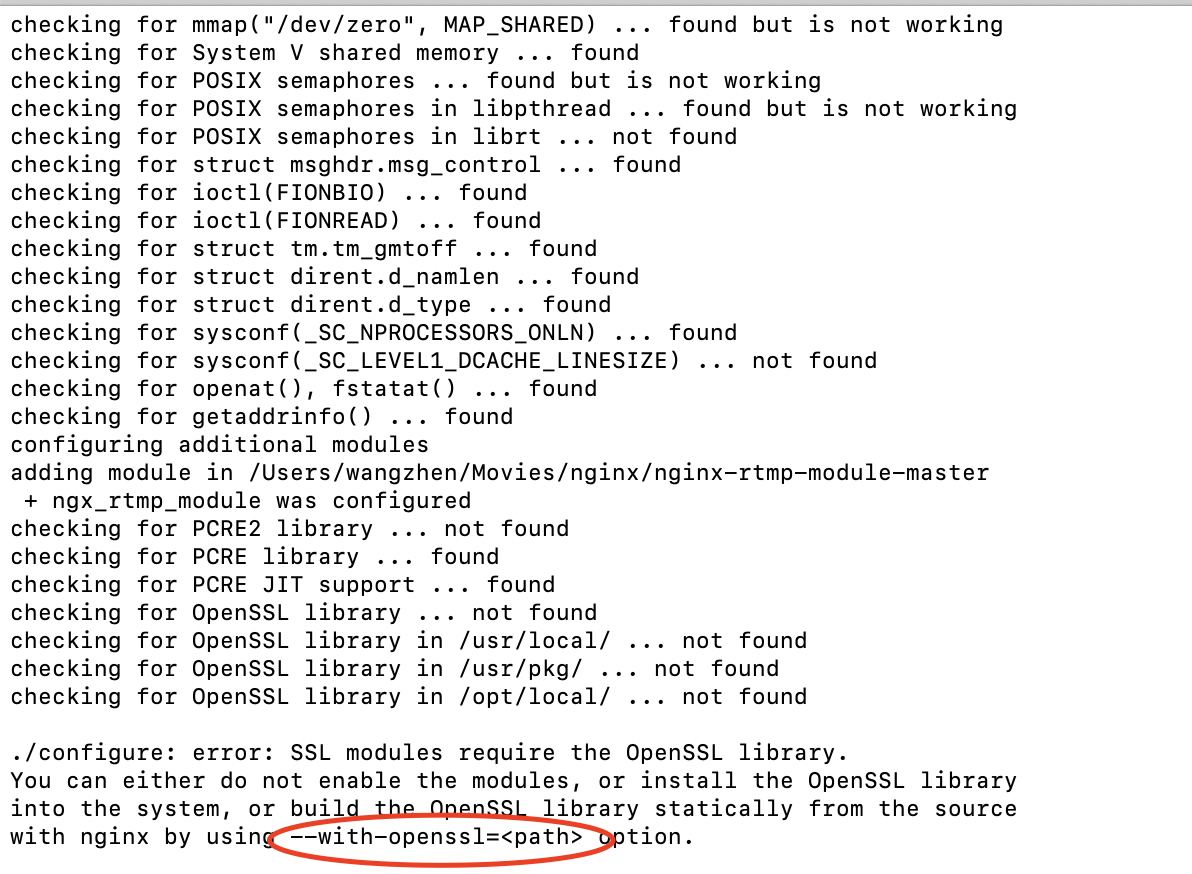 checking for mmap("/dev/zero", MAP_SHARED) ... found but is not working
checking for System V shared memory ... found
checking for POSIX semaphores ... found but is not working
checking for POSIX semaphores in libpthread ... found but is not working
checking for POSIX semaphores in librt ... not found
checking for struct msghdr.msg_control ... found
checking for ioctl(FIONBIO) ... found
checking for ioctl(FIONREAD) ... found
checking for struct tm.tm_gmtoff ... found
checking for struct dirent.d_namlen ... found
checking for struct dirent.d_type ... found
checking for sysconf(_SC_NPROCESSORS_ONLN) ... found
checking for sysconf(_SC_LEVEL1_DCACHE_LINESIZE) ... not found
checking for openat(), fstatat() ... found
checking for getaddrinfo() ... found
configuring additional modules
adding module in /Users/wangzhen/Movies/nginx/nginx-rtmp-module-master
 + ngx_rtmp_module was configured
checking for PCRE2 library ... not found
checking for PCRE library ... found
checking for PCRE JIT support ... found
checking for OpenSSL library ... not found
checking for OpenSSL library in /usr/local/ ... not found
checking for OpenSSL library in /usr/pkg/ ... not found
checking for OpenSSL library in /opt/local/ ... not found

./configure: error: SSL modules require the OpenSSL library.
You can either do not enable the modules, or install the OpenSSL library
into the system, or build the OpenSSL library statically from the source
with nginx by using --with-openssl=<path> option.